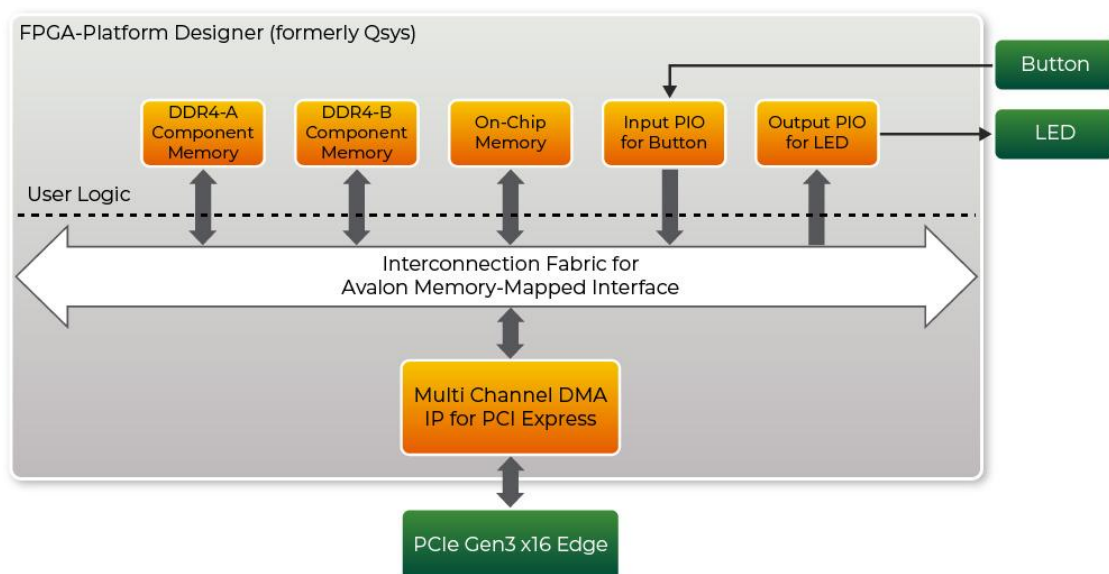 FPGA-Platform Designer (formerly Qsys)
Button
LED
DDR4-A
Component
Memory
DDR4-B
Component
Memory
On-Chip
Memory
Input PIO
for Button
Output PIO
for LED
User Logic
Interconnection Fabric for
Avalon Memory-Mapped Interface
Multi Channel DMA
IP for PCI Express
PCIe Gen3 x16 Edge